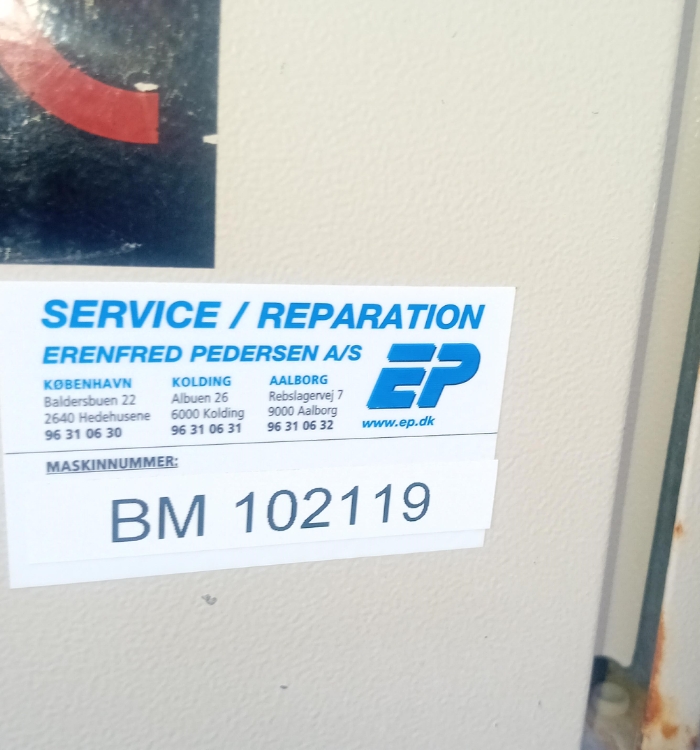 SERVICE / REPARATION
ERENFRED PEDERSEN A/S
EP
KØBENHAVN
Baldersbuen 22
2640 Hedehusene
96 31 06 30
KOLDING
Albuen 26
6000 Kolding
96 31 06 31
AALBORG
Rebslagervej 7
9000 Aalborg
96 31 06 32
www.ep.dk
MASKINNUMMER:
BM 102119